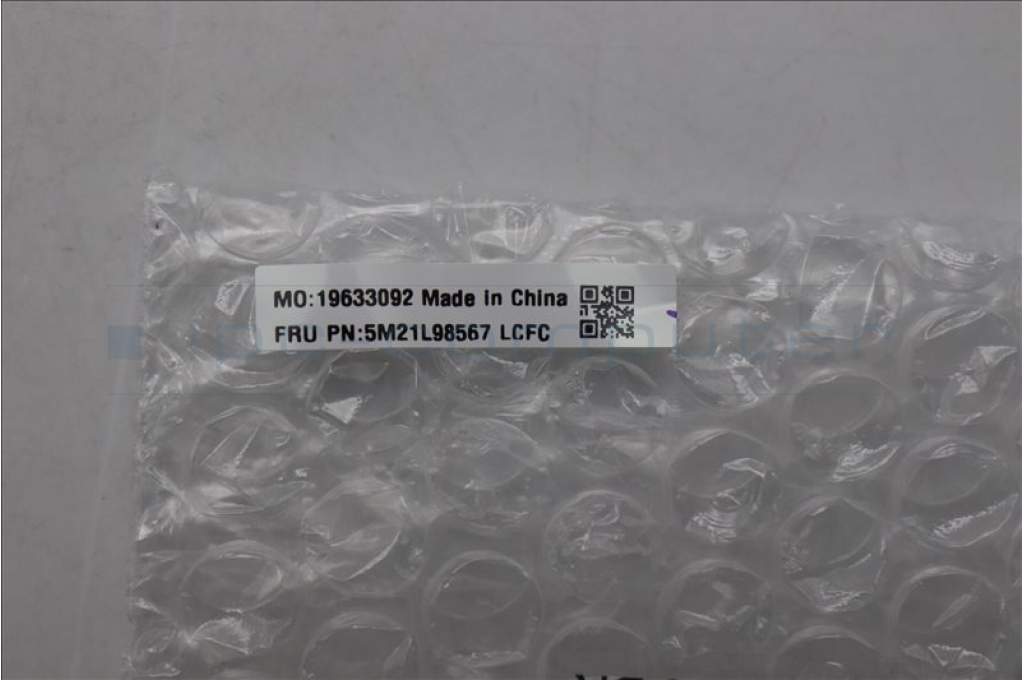 MO:19633092 Made in China
FRU PN:5M21L98567 LCFC